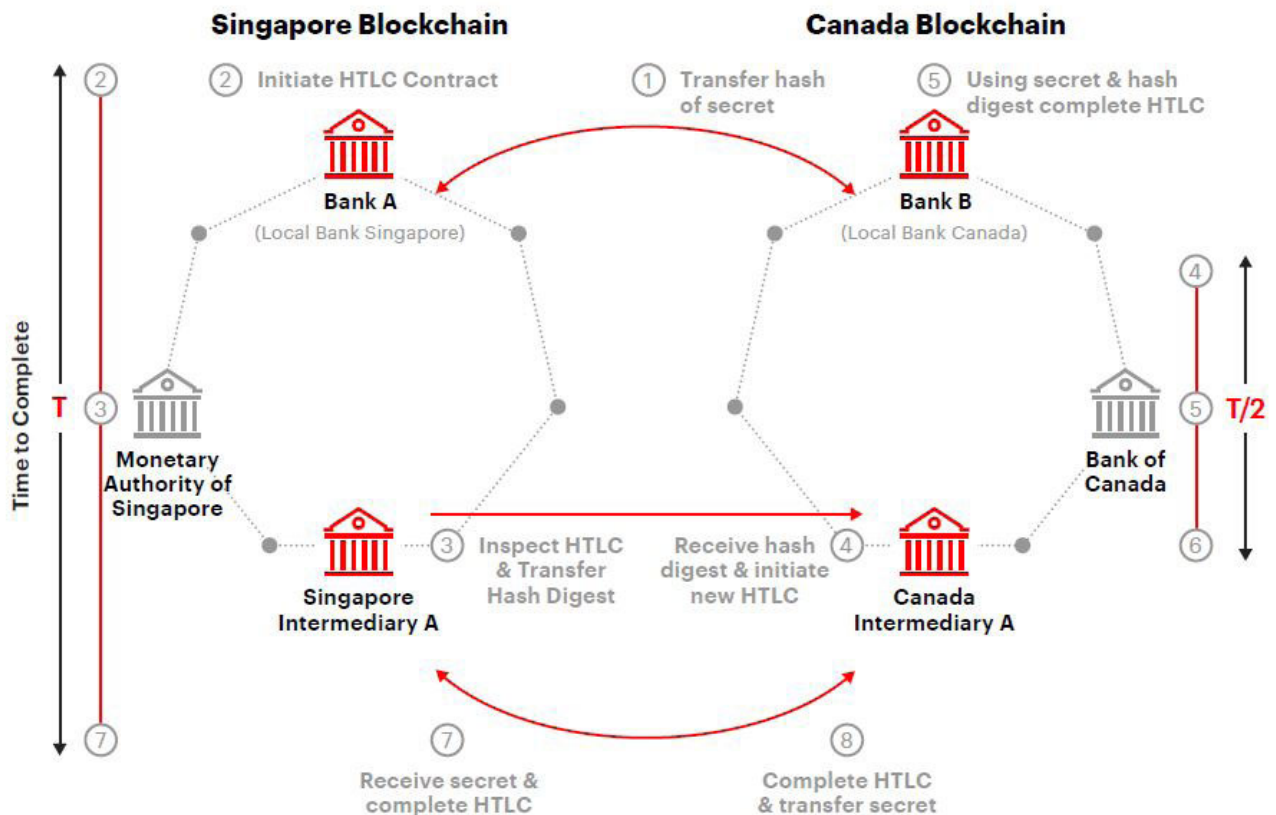 Singapore Blockchain
Canada Blockchain
2
2 Initiate HTLC Contract
1 Transfer hash
of secret
5 Using secret & hash
digest complete HTLC
Bank A
(Local Bank Singapore)
Bank B
(Local Bank Canada)
4
Time to Complete
T
3
5
T/2
Monetary
Authority of
Singapore
Bank of
Canada
3 Inspect HTLC
& Transfer
Hash Digest
Receive hash
digest & initiate
new HTLC
4
6
Singapore
Intermediary A
Canada
Intermediary A
7
7
Receive secret &
complete HTLC
8
Complete HTLC
& transfer secret